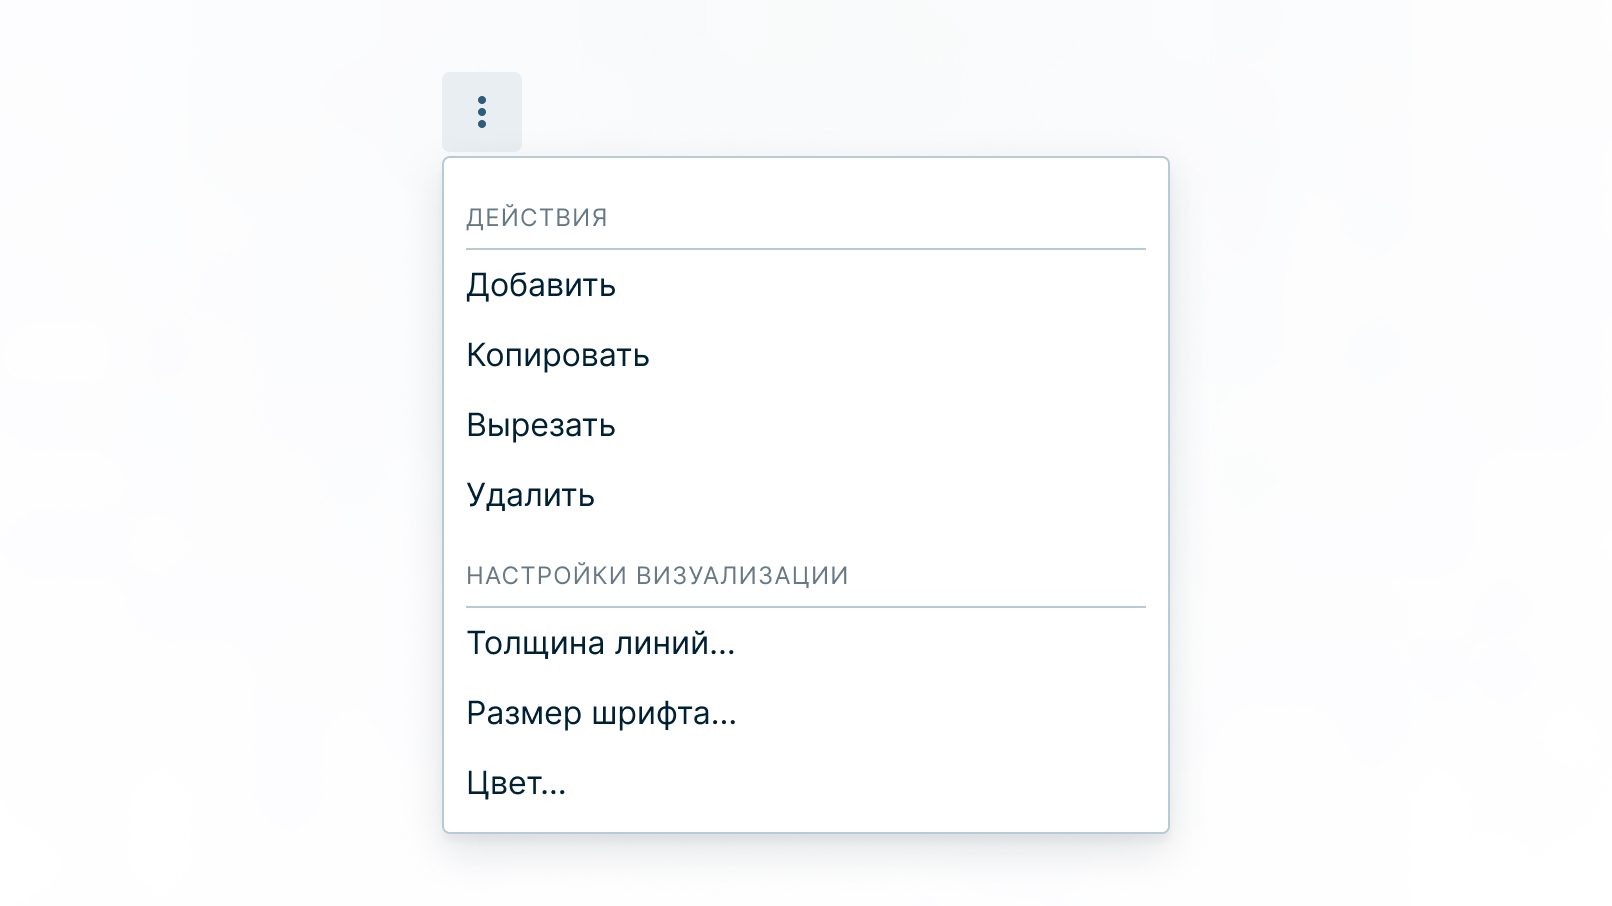 ДЕЙСТВИЯ
Добавить
Копировать
Вырезать
Удалить
НАСТРОЙКИ ВИЗУАЛИЗАЦИИ
Толщина линий...
Размер шрифта...
Цвет...